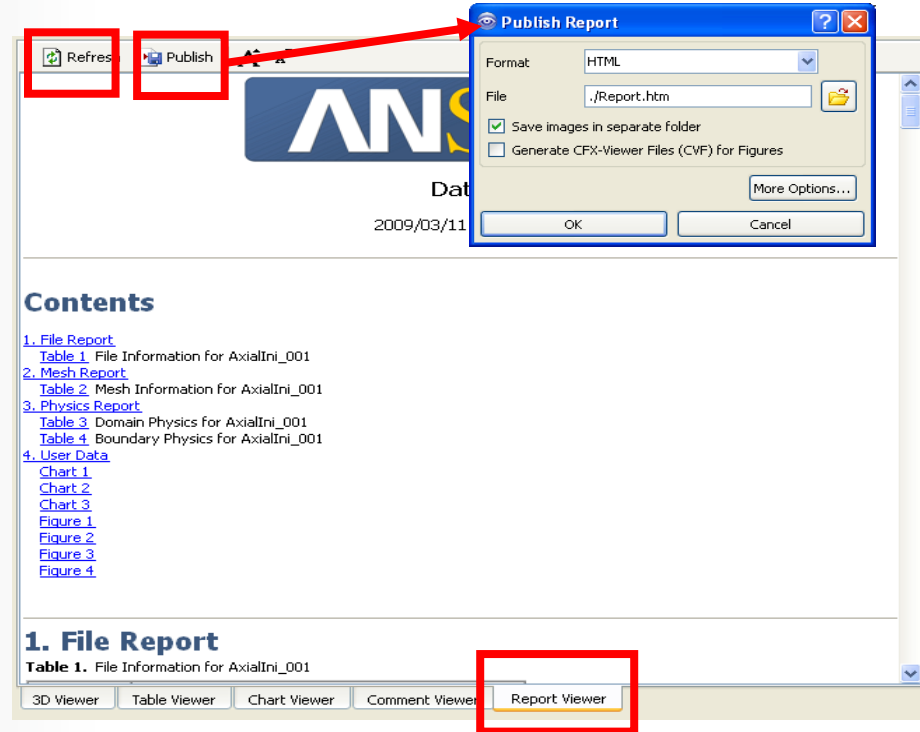 Publish Report
Refresh Publish
Format HTML
File ./Report.htm
Save images in separate folder
Generate CFX-Viewer Files (CVF) for Figures
More Options...
OK Cancel
2009/03/11
Contents
1. File Report
Table 1 File Information for AxialIni_001
2. Mesh Report
Table 2 Mesh Information for AxialIni_001
3. Physics Report
Table 3 Domain Physics for AxialIni_001
Table 4 Boundary Physics for AxialIni_001
4. User Data
Chart 1
Chart 2
Chart 3
Figure 1
Figure 2
Figure 3
Figure 4
1. File Report
Table 1. File Information for AxialIni_001
3D Viewer Table Viewer Chart Viewer Comment Viewer Report Viewer